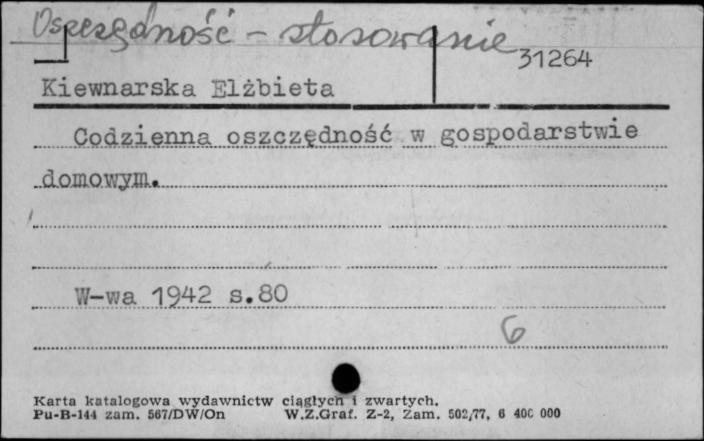 Oszczędność - stosowanie
31264
Kiewnarska Elżbieta
Codzienna oszczędność w gospodarstwie
domowym.
W-wa 1942 s.80
6
Karta katalogowa wydawnictw ciągłych i zwartych.
Pu-B-144 zam. 567/DW/On W.Z.Graf. Z-2, Zam. 502/77, 6 400 000